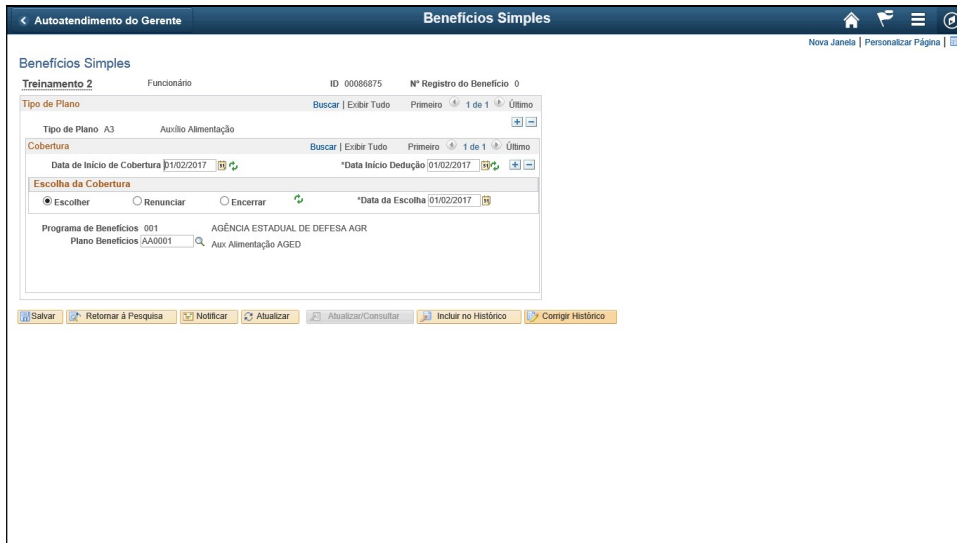 Autoatendimento do Gerente Benefícios Simples
Nova Janela | Personalizar Página |
Benefícios Simples
Treinamento 2 Funcionário ID 00086875 Nº Registro do Benefício 0
Tipo de Plano Buscar | Exibir Tudo Primeiro 1 de 1 Último
Tipo de Plano A3 Auxílio Alimentação
Cobertura Buscar | Exibir Tudo Primeiro 1 de 1 Último
Data de Início de Cobertura 01/02/2017 *Data Início Dedução 01/02/2017
Escolha da Cobertura
Escolher Renunciar Encerrar *Data da Escolha 01/02/2017
Programa de Benefícios 001 AGÊNCIA ESTADUAL DE DEFESA AGR
Plano Benefícios AA0001 Aux Alimentação AGED
Salvar Retornar à Pesquisa Notificar Atualizar Atualizar/Consultar Incluir no Histórico Corrigir Histórico